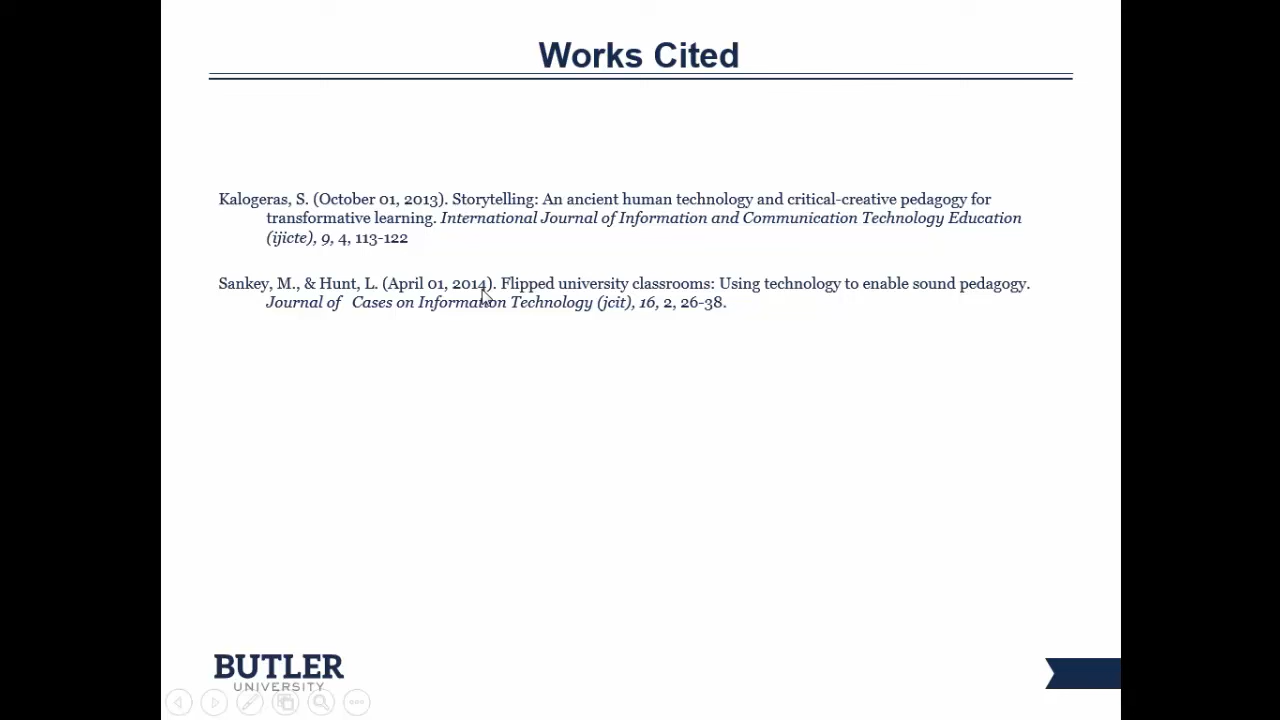 Works Cited
Kalogeras, S. (October 01, 2013). Storytelling: An ancient human technology and critical-creative pedagogy for
transformative learning. International Journal of Information and Communication Technology Education
(ijicte), 9, 4, 113-122
Sankey, M., & Hunt, L. (April 01, 2014). Flipped university classrooms: Using technology to enable sound pedagogy.
Journal of Cases on Information Technology (jcit), 16, 2, 26-38.
BUTLER
UNIVERSITY